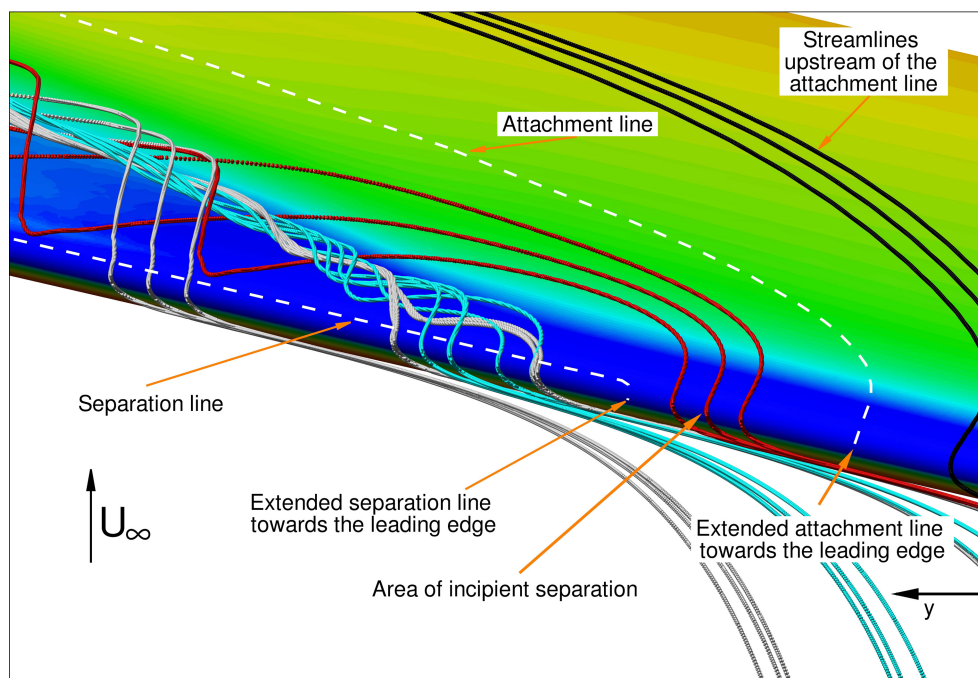 Streamlines
upstream of the
attachment line
Attachment line
Separation line
Extended separation line
towards the leading edge
Extended attachment line
towards the leading edge
Area of incipient separation
U∞
y